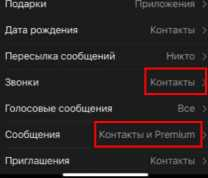 Подарки Приложения >
Дата рождения Контакты >
Пересылка сообщений Никто >
Звонки Контакты >
Голосовые сообщения Все >
Сообщения Контакты и Premium >
Приглашения Контакты >